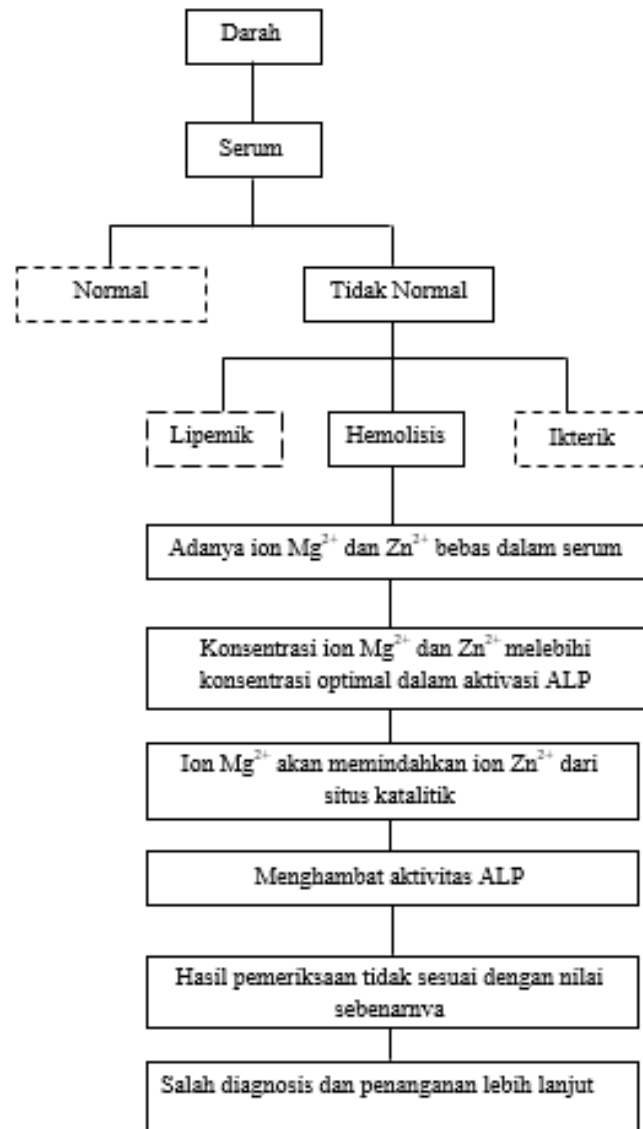 Darah
Serum
Normal
Tidak Normal
Lipemik
Hemolisis
Ikterik
Adanya ion Mg²⁺ dan Zn²⁺ bebas dalam serum
Konsentrasi ion Mg²⁺ dan Zn²⁺ melebihi
konsentrasi optimal dalam aktivasi ALP
Ion Mg²⁺ akan memindahkan ion Zn²⁺ dari
situs katalitik
Menghambat aktivitas ALP
Hasil pemeriksaan tidak sesuai dengan nilai
sebenarnya
Salah diagnosis dan penanganan lebih lanjut